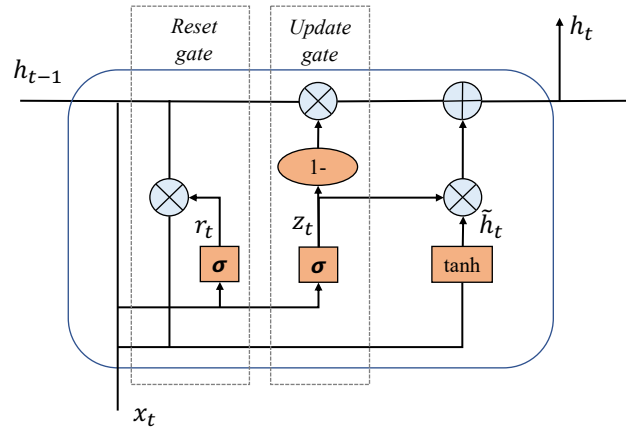 Reset
gate
Update
gate
h_t
h_{t-1}
1-
r_t
z_t
h̃_t
σ
σ
tanh
x_t